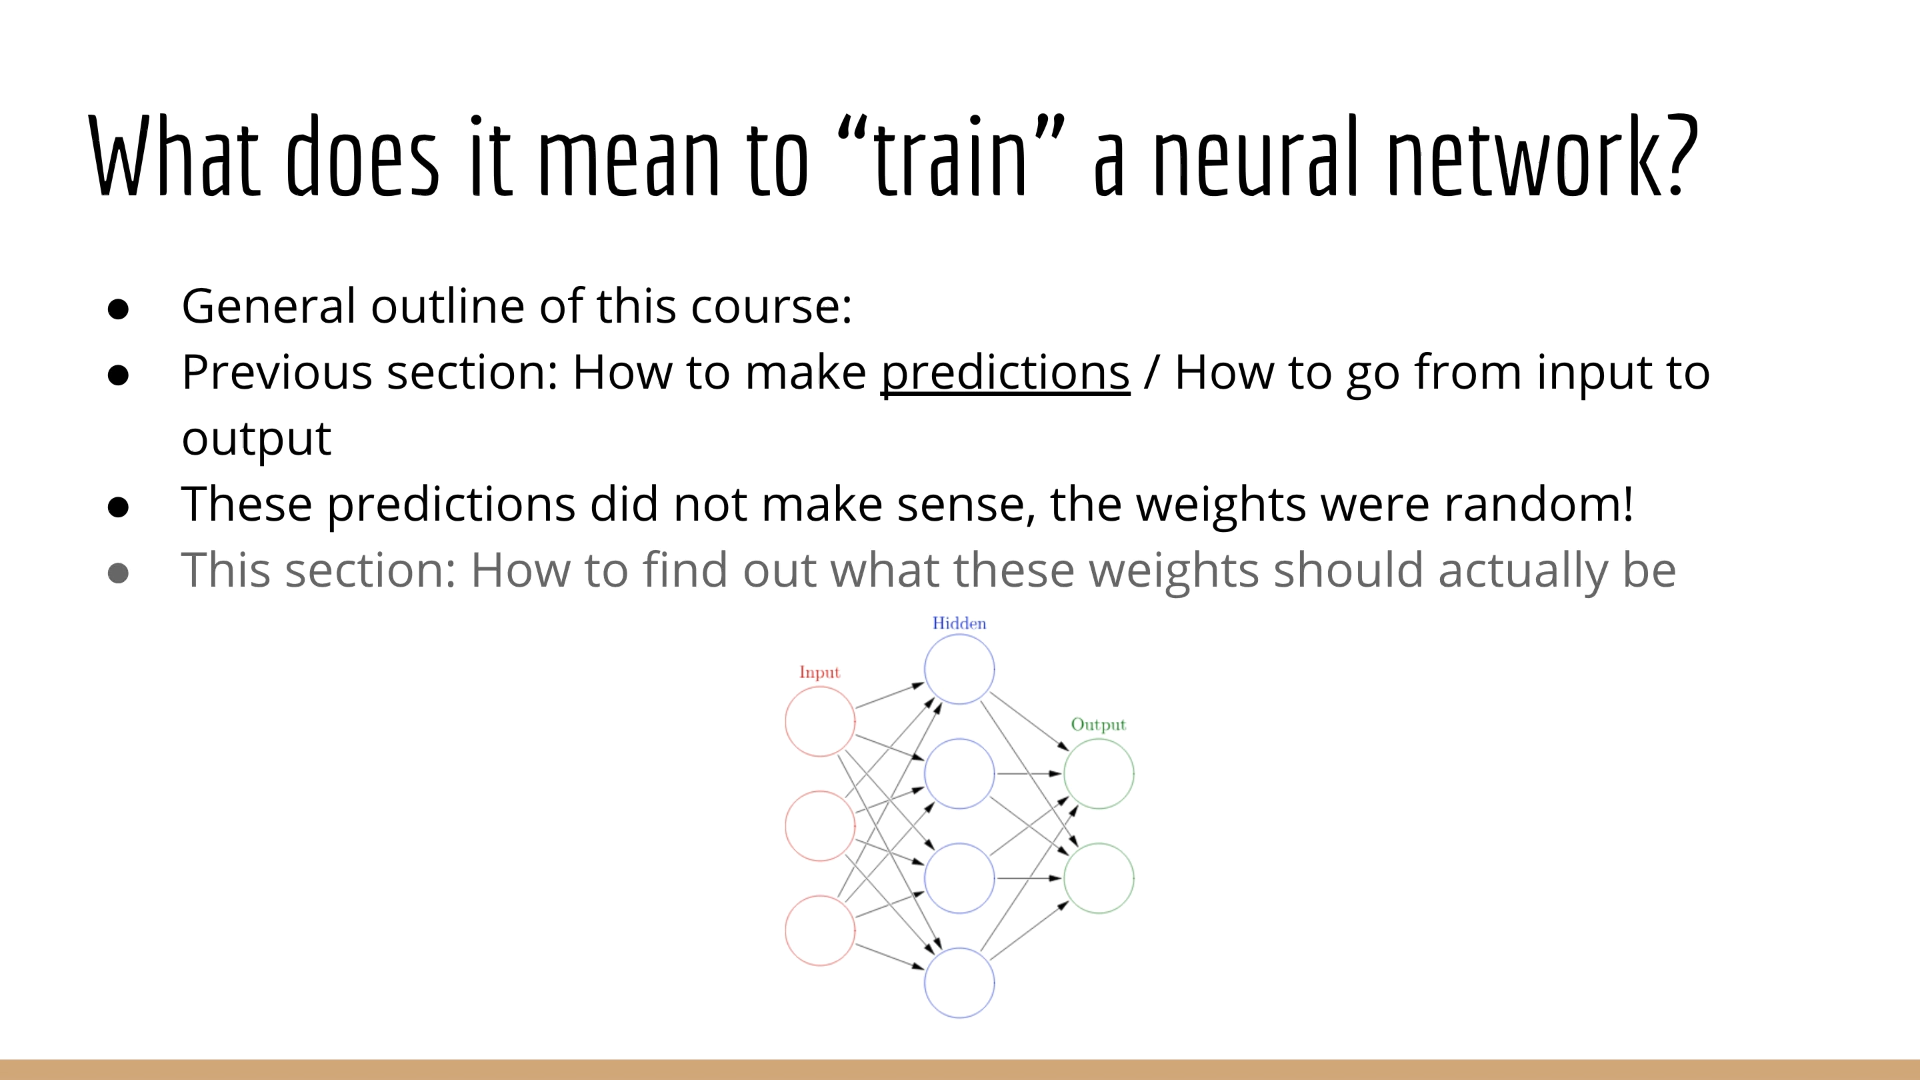 What does it mean to “train” a neural network?
● General outline of this course:
● Previous section: How to make predictions / How to go from input to
output
● These predictions did not make sense, the weights were random!
● This section: How to find out what these weights should actually be
Hidden
Input
Output